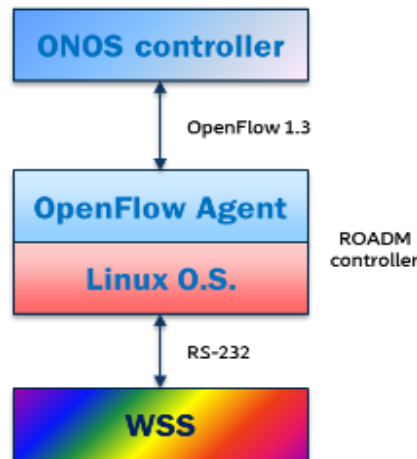 ONOS controller
OpenFlow 1.3
OpenFlow Agent
Linux O.S.
ROADM
controller
RS-232
WSS